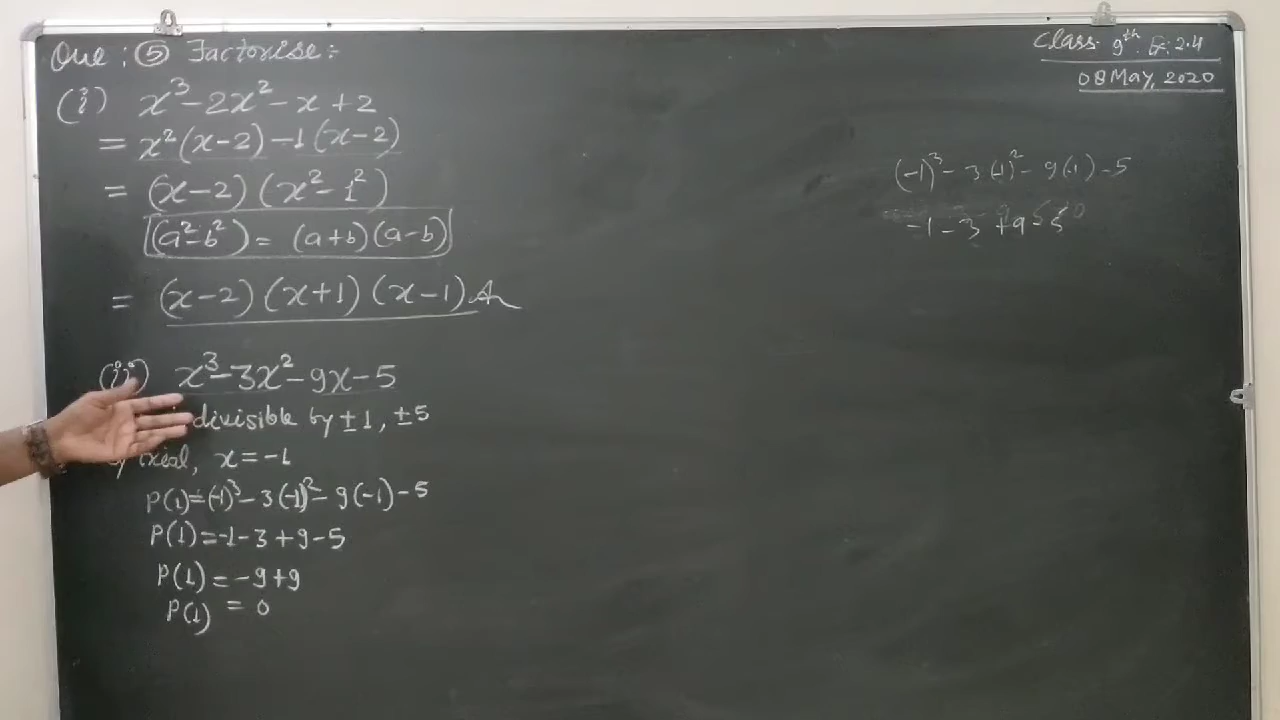 Que : ⑤ Factorise :-
Class 9th Ex: 2.4
08 May, 2020
(i) x³ - 2x² - x + 2
= x²(x-2) - 1(x-2)
= (x-2)(x² - 1²)
(a² - b²) = (a+b)(a-b)
= (x-2)(x+1)(x-1)
(-1)³ - 3(-1)² - 9(-1) - 5
-1 - 3 + 9 - 5
(ii) x³ - 3x² - 9x - 5
divisible by ±1, ±5
x = -1
P(1) = (-1)³ - 3(-1)² - 9(-1) - 5
P(1) = -1 - 3 + 9 - 5
P(1) = -9 + 9
P(1) = 0